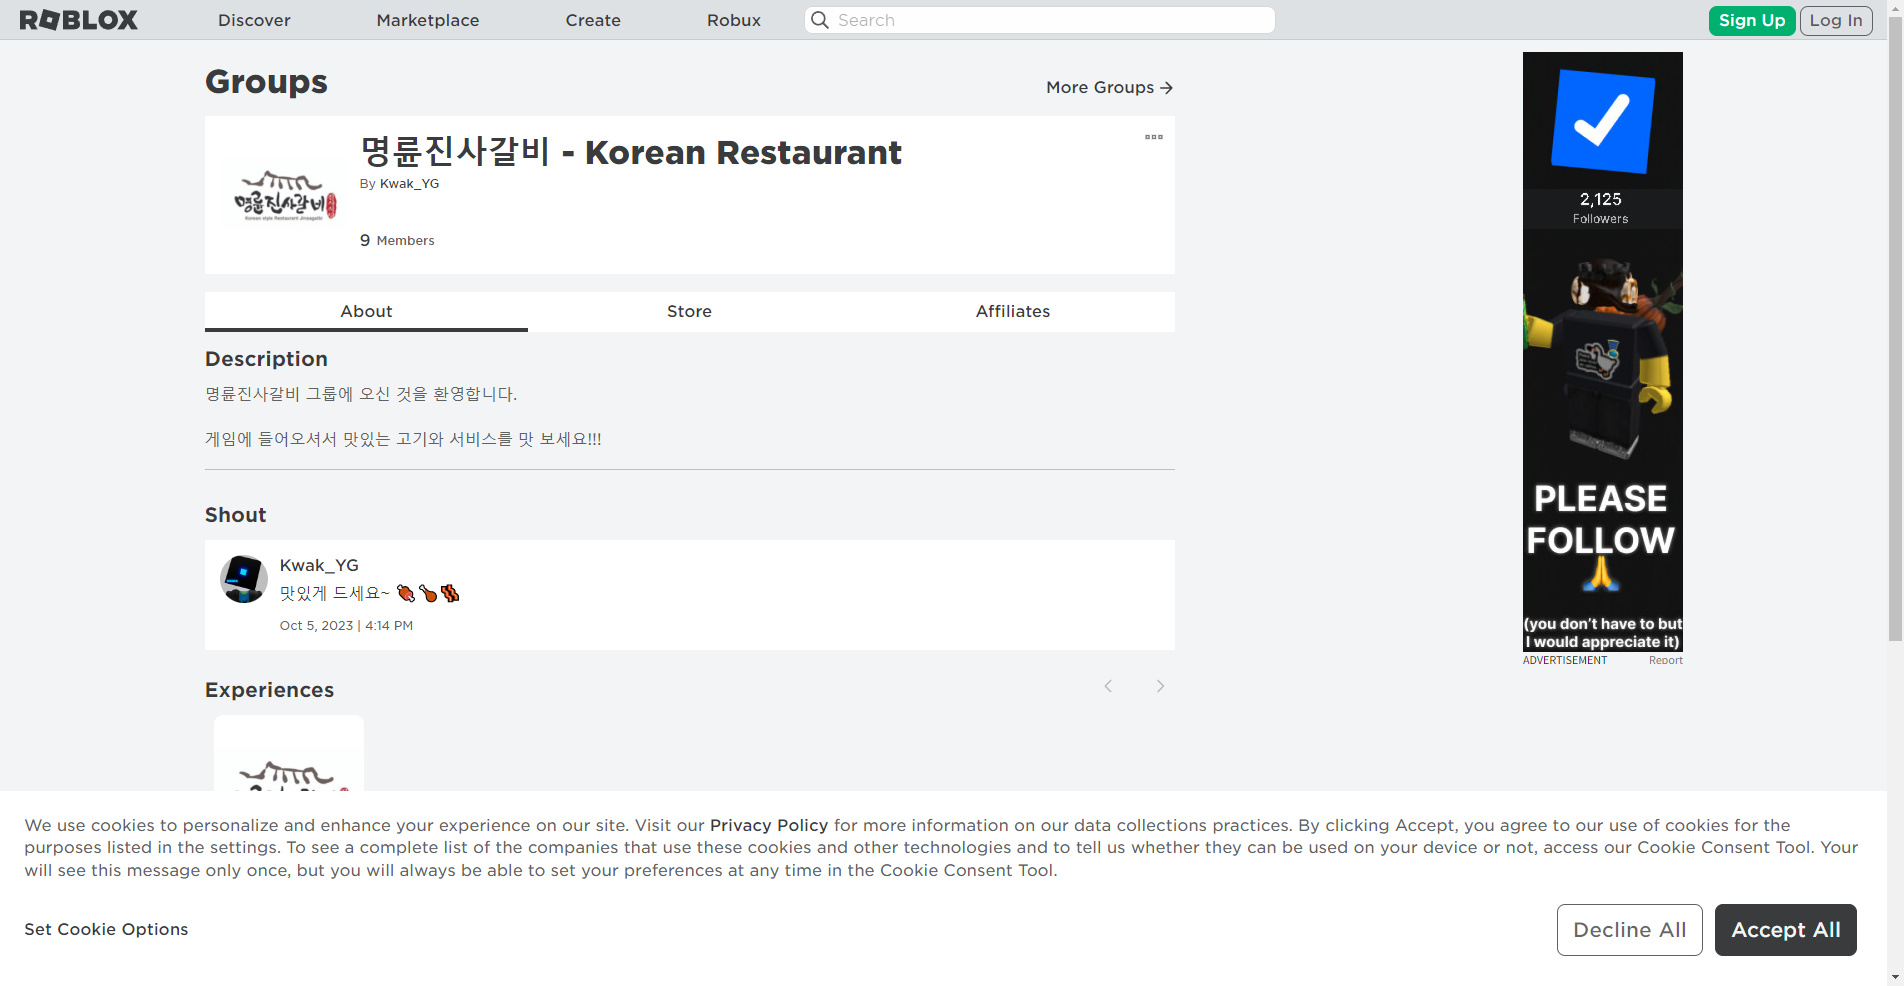 ROBLOX
Discover
Marketplace
Create
Robux
Search
Sign Up
Log In
Groups
More Groups →
명륜진사갈비 - Korean Restaurant
By Kwak_YG
9 Members
명륜진사갈비
About
Store
Affiliates
Description
명륜진사갈비 그룹에 오신 것을 환영합니다.
게임에 들어오셔서 맛있는 고기와 서비스를 맛 보세요!!!
Shout
Kwak_YG
맛있게 드세요~ 🍖🍗🥓
Oct 5, 2023 | 4:14 PM
Experiences
2,125
Followers
PLEASE
FOLLOW
🙏
(you don’t have to but
I would appreciate it)
ADVERTISEMENT
Report
We use cookies to personalize and enhance your experience on our site. Visit our Privacy Policy for more information on our data collections practices. By clicking Accept, you agree to our use of cookies for the
purposes listed in the settings. To see a complete list of the companies that use these cookies and other technologies and to tell us whether they can be used on your device or not, access our Cookie Consent Tool. Your
will see this message only once, but you will always be able to set your preferences at any time in the Cookie Consent Tool.
Set Cookie Options
Decline All
Accept All